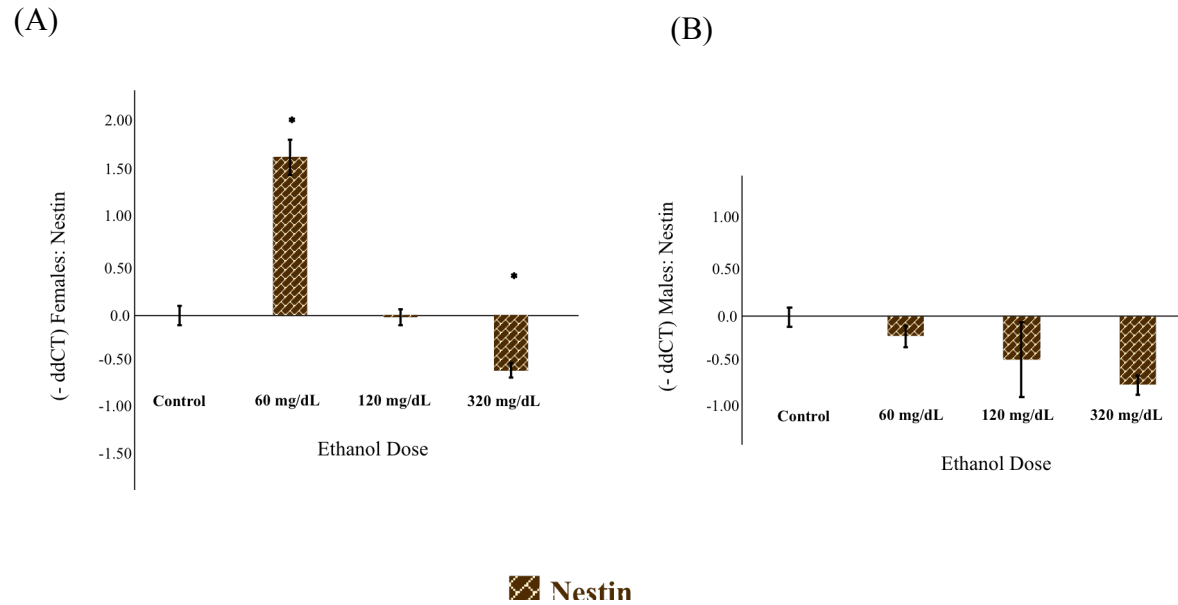 (A)
(- ddCT) Females: Nestin
2.00
1.50
1.00
0.50
0.0
-0.50
-1.00
-1.50
*
*
Control 60 mg/dL 120 mg/dL 320 mg/dL
Ethanol Dose
(B)
(- ddCT) Males: Nestin
1.00
0.50
0.0
-0.50
-1.00
Control 60 mg/dL 120 mg/dL 320 mg/dL
Ethanol Dose
Nestin